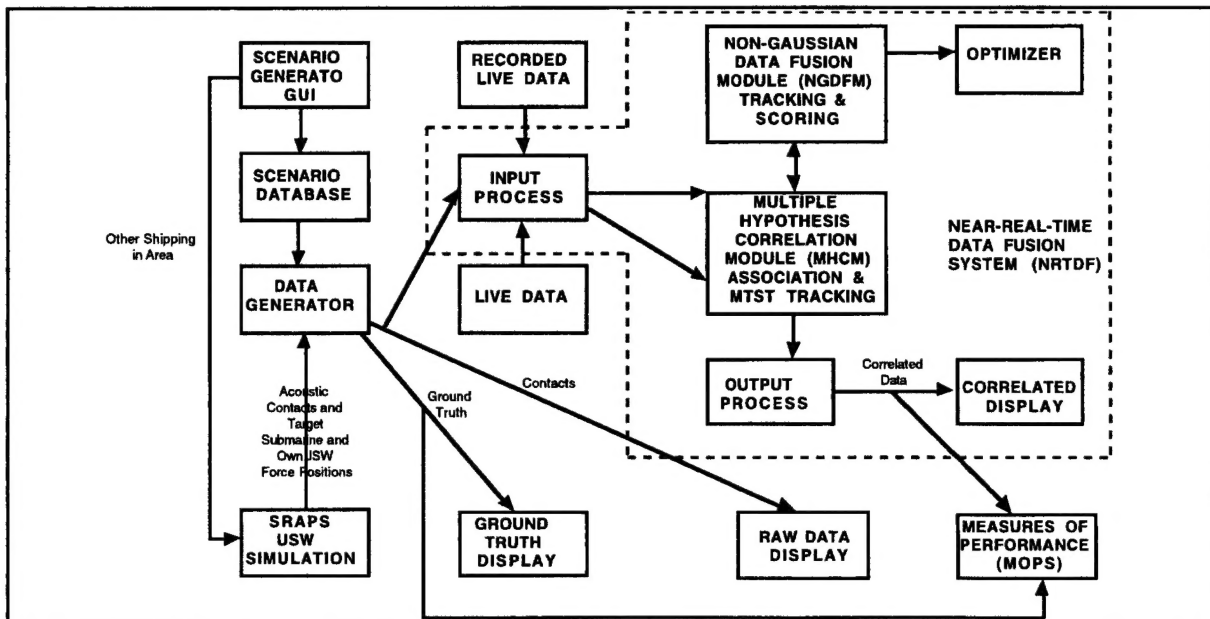 SCENARIO
GENERATO
GUI
RECORDED
LIVE DATA
NON-GAUSSIAN
DATA FUSION
MODULE (NGDFM)
TRACKING &
SCORING
OPTIMIZER
SCENARIO
DATABASE
INPUT
PROCESS
MULTIPLE
HYPOTHESIS
CORRELATION
MODULE (MHCM)
ASSOCIATION &
MTST TRACKING
NEAR-REAL-TIME
DATA FUSION
SYSTEM (NRTDF)
Other Shipping
in Area
DATA
GENERATOR
LIVE DATA
Acoustic
Contacts and
Target
Submarine and
Own USW
Force Positions
Ground
Truth
Contacts
OUTPUT
PROCESS
Correlated
Data
CORRELATED
DISPLAY
SRAPS
USW
SIMULATION
GROUND
TRUTH
DISPLAY
RAW DATA
DISPLAY
MEASURES OF
PERFORMANCE
(MOPS)